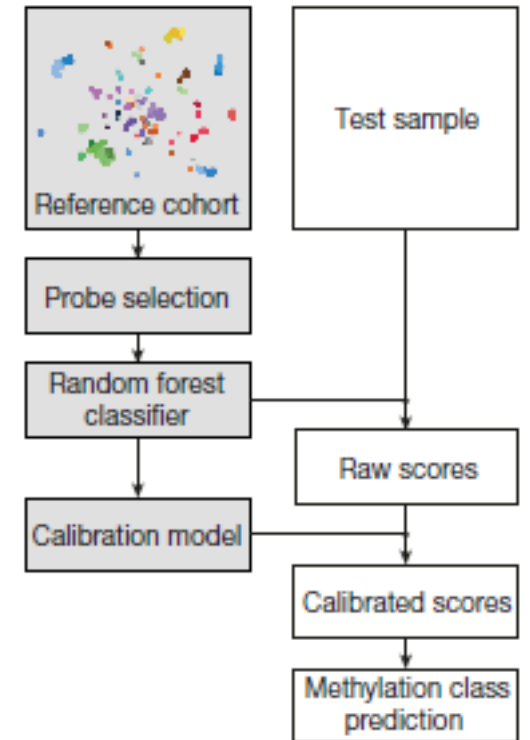 Reference cohort
Test sample
Probe selection
Random forest
classifier
Raw scores
Calibration model
Calibrated scores
Methylation class
prediction